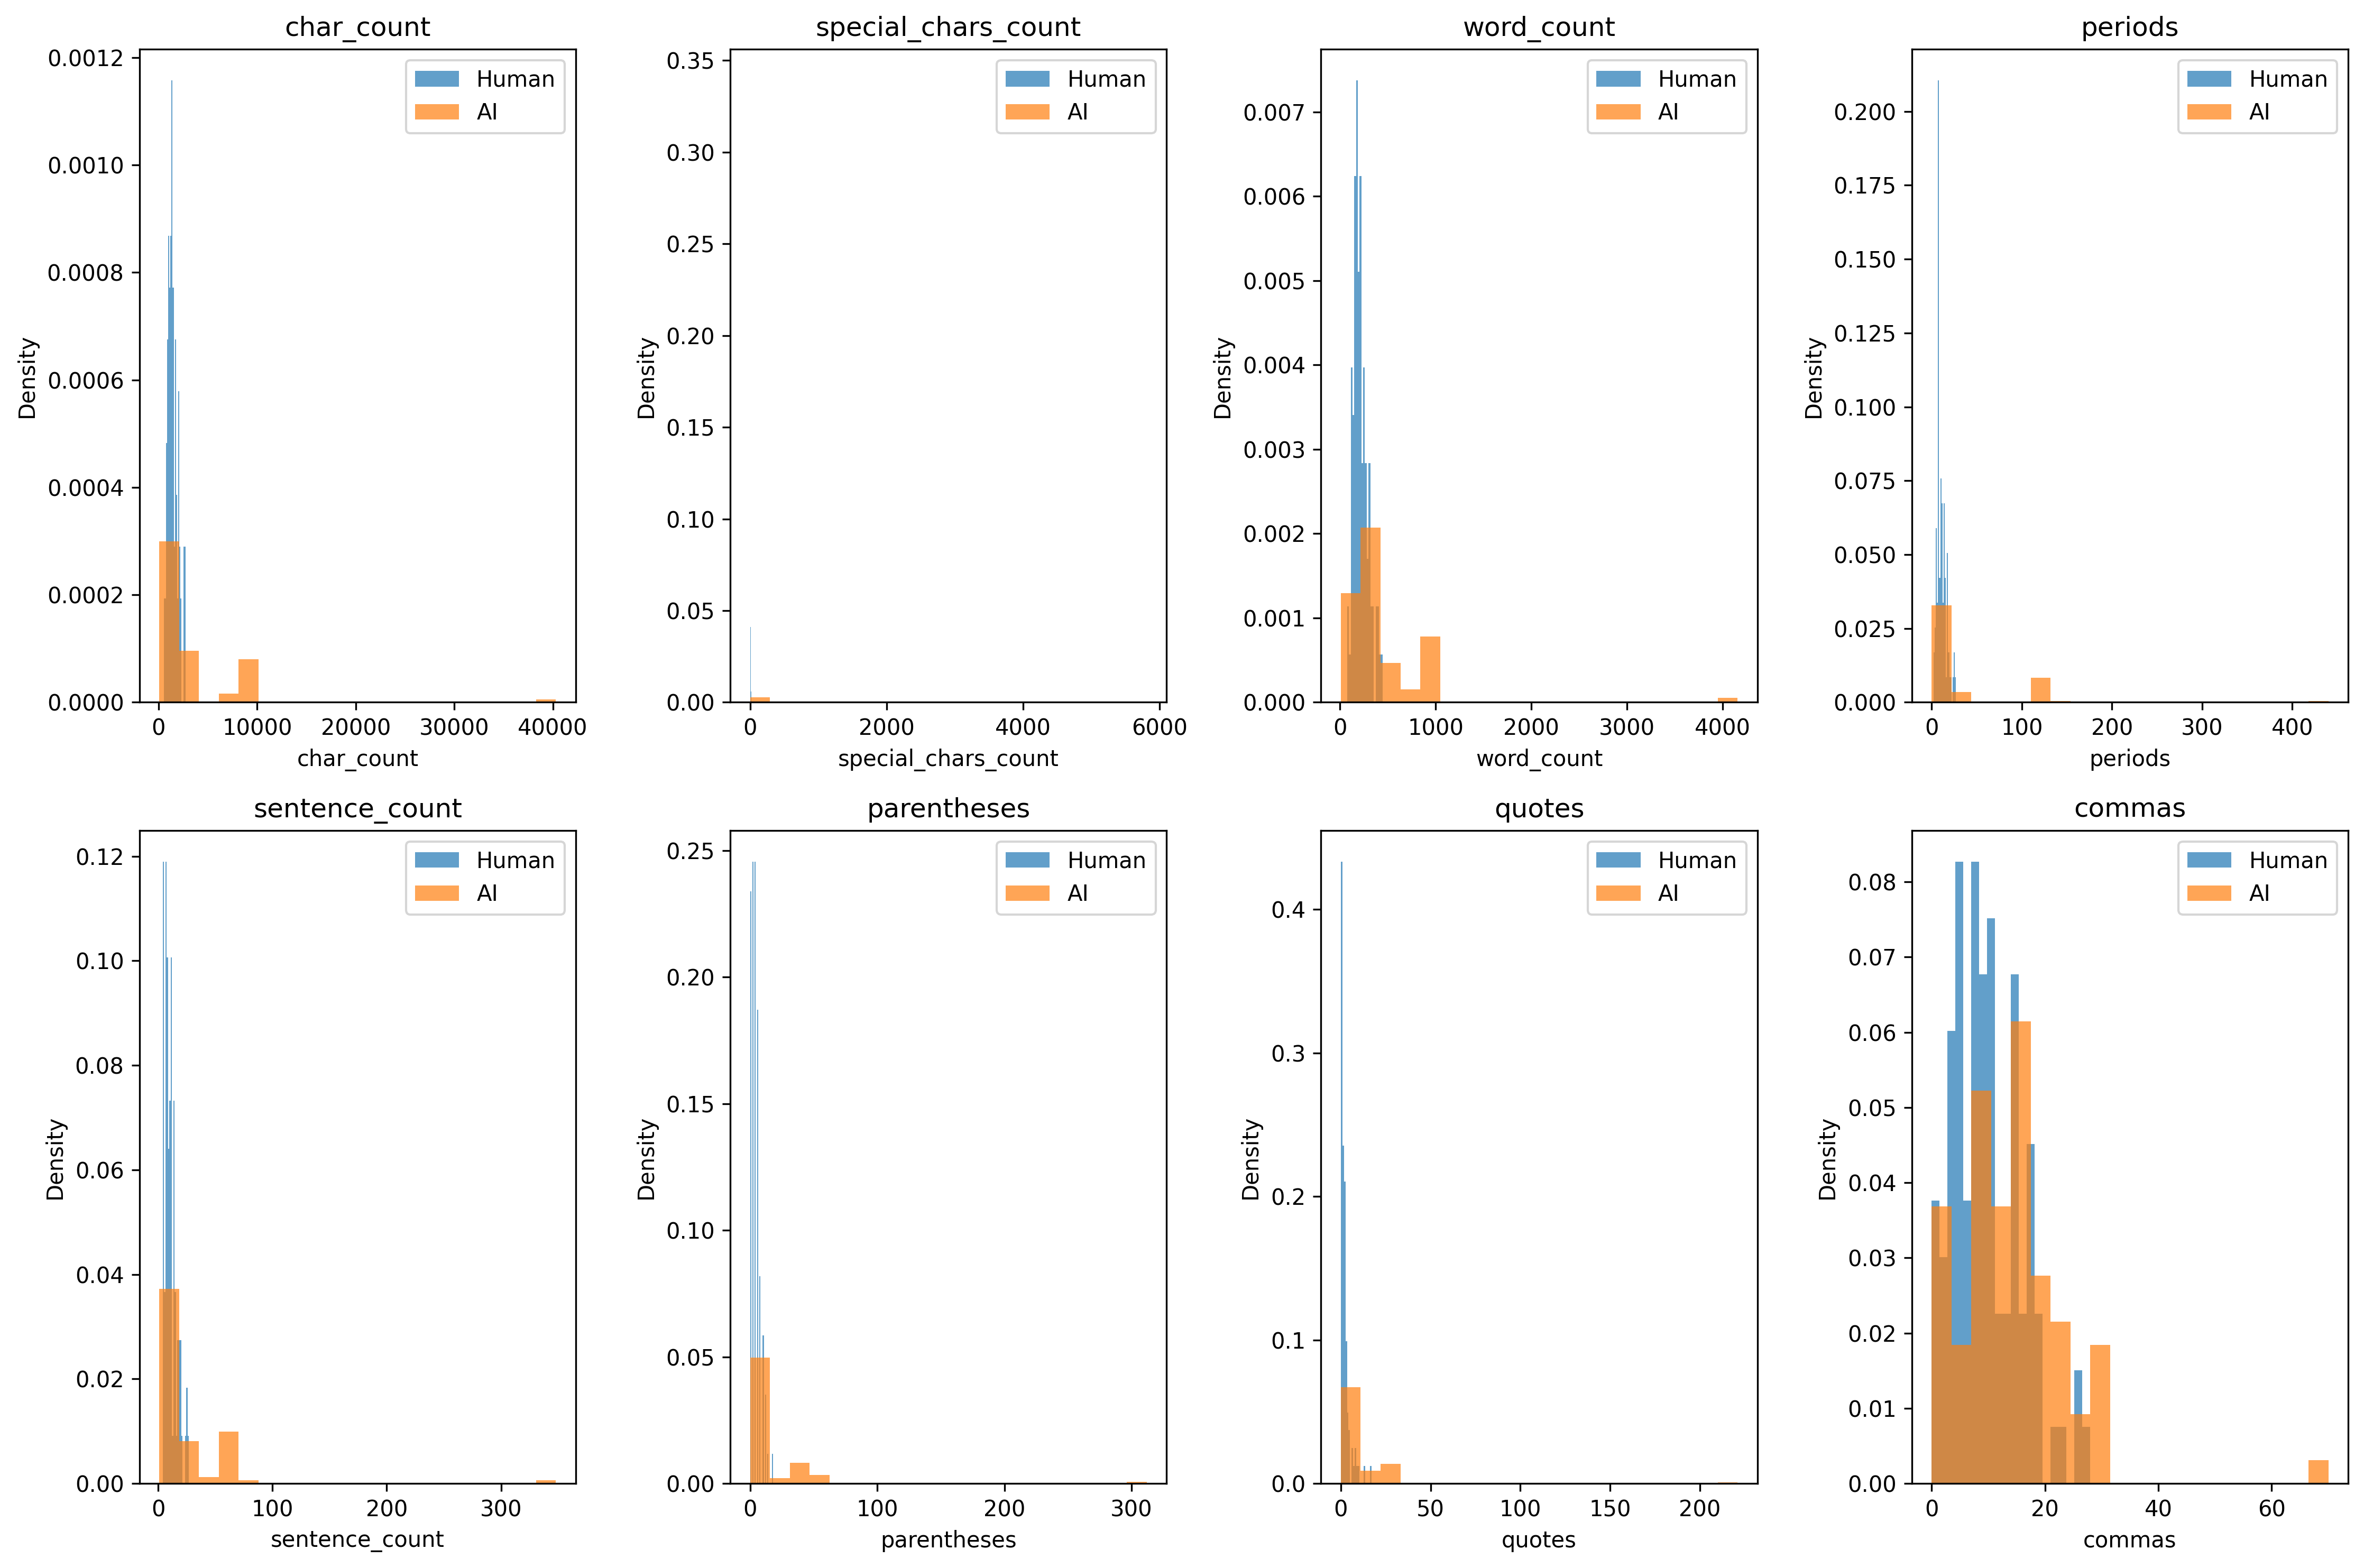 char_count
0.0012
0.0010
0.0008
0.0006
0.0004
0.0002
0.0000
Density
0 10000 20000 30000 40000
char_count
Human
AI
special_chars_count
0.35
0.30
0.25
0.20
0.15
0.10
0.05
0.00
Density
0 2000 4000 6000
special_chars_count
Human
AI
word_count
0.007
0.006
0.005
0.004
0.003
0.002
0.001
0.000
Density
0 1000 2000 3000 4000
word_count
Human
AI
periods
0.200
0.175
0.150
0.125
0.100
0.075
0.050
0.025
0.000
Density
0 100 200 300 400
periods
Human
AI
sentence_count
0.12
0.10
0.08
0.06
0.04
0.02
0.00
Density
0 100 200 300
sentence_count
Human
AI
parentheses
0.25
0.20
0.15
0.10
0.05
0.00
Density
0 100 200 300
parentheses
Human
AI
quotes
0.4
0.3
0.2
0.1
0.0
Density
0 50 100 150 200
quotes
Human
AI
commas
0.08
0.07
0.06
0.05
0.04
0.03
0.02
0.01
0.00
Density
0 20 40 60
commas
Human
AI